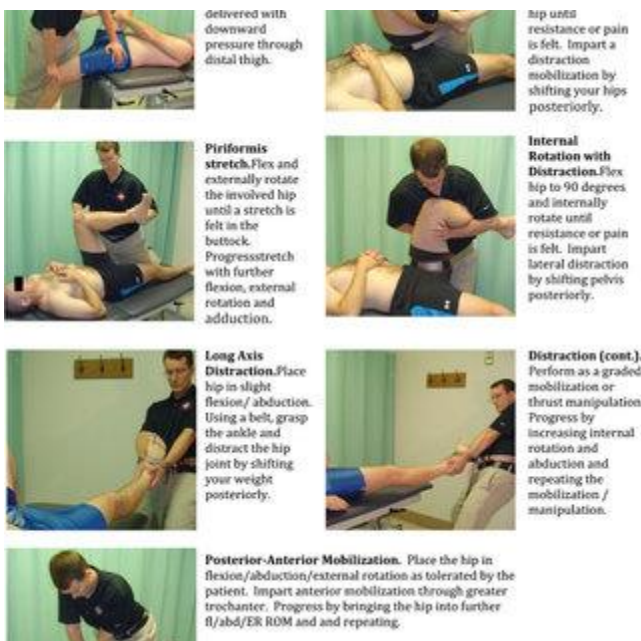 delivered with
downward
pressure through
distal thigh.
hip until
resistance or pain
is felt. Impart a
distraction
mobilization by
shifting your hips
posteriorly.
Piriformis
stretch.Flex and
externally rotate
the involved hip
until a stretch is
felt in the
buttock.
Progressstretch
with further
flexion, external
rotation and
adduction.
Internal
Rotation with
Distraction.Flex
hip to 90 degrees
and internally
rotate until
resistance or pain
is felt. Impart
lateral distraction
by shifting pelvis
posteriorly.
Long Axis
Distraction.Place
hip in slight
flexion/ abduction.
Using a belt, grasp
the ankle and
distract the hip
joint by shifting
your weight
posteriorly.
Distraction (cont.).
Perform as a graded
mobilization or
thrust manipulation
Progress by
increasing internal
rotation and
abduction and
repeating the
mobilization /
manipulation.
Posterior-Anterior Mobilization. Place the hip in
flexion/abduction/external rotation as tolerated by the
patient. Impart anterior mobilization through greater
trochanter. Progress by bringing the hip into further
fl/abd/ER ROM and and repeating.